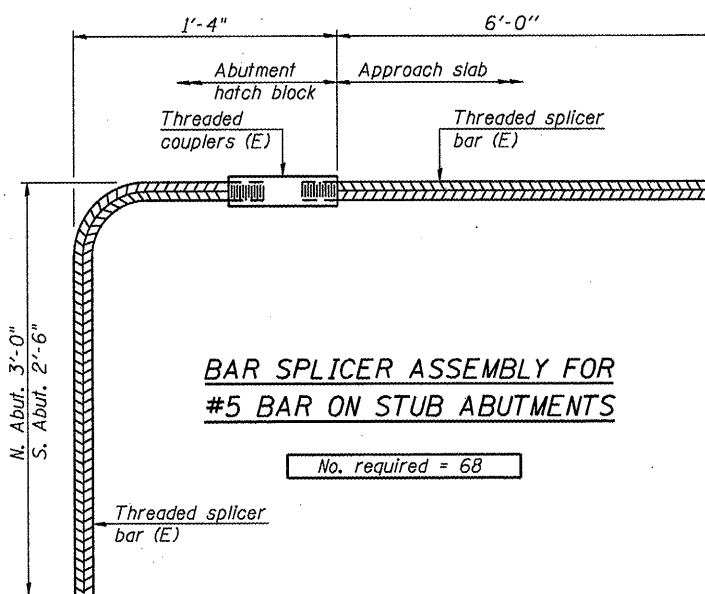 1'-4"
6'-0"
Abutment
hatch block
Approach slab
Threaded
couplers (E)
Threaded splicer
bar (E)
N. Abut. 3'-0"
S. Abut. 2'-6"
BAR SPLICER ASSEMBLY FOR
#5 BAR ON STUB ABUTMENTS
No. required = 68
Threaded splicer
bar (E)